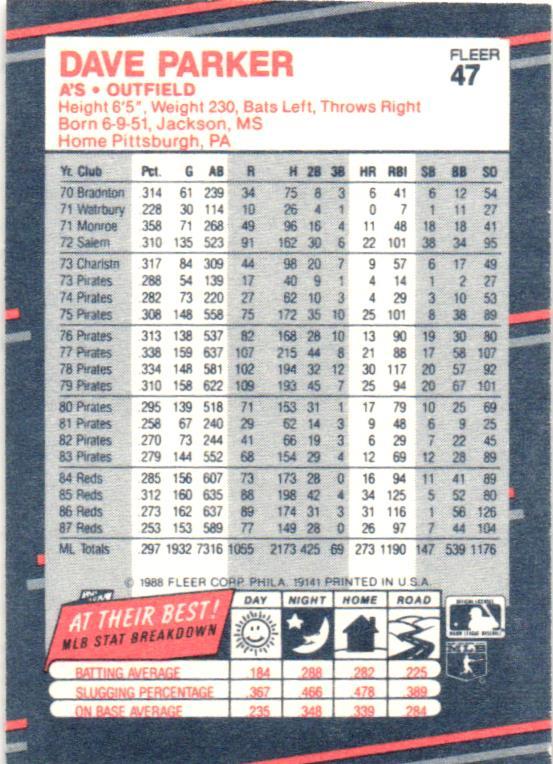 DAVE PARKER
FLEER
47
A'S • OUTFIELD
Height 6'5", Weight 230, Bats Left, Throws Right
Born 6-9-51, Jackson, MS
Home Pittsburgh, PA
Yr. Club Pct. G AB R H 2B 3B HR RBI SB BB SO
70 Bradnton .314 61 239 34 75 8 3 6 41 6 12 54
71 Watrbury .228 30 114 10 26 4 1 0 7 1 11 27
71 Monroe .358 71 268 49 96 16 4 11 48 18 18 41
72 Salem .310 135 523 91 162 30 6 22 101 38 34 95
73 Charlstn .317 84 309 44 98 20 7 9 57 6 17 49
73 Pirates .288 54 139 17 40 9 1 4 14 1 2 27
74 Pirates .282 73 220 27 62 10 3 4 29 3 10 53
75 Pirates .308 148 558 75 172 35 10 25 101 8 38 89
76 Pirates .313 138 537 82 168 28 10 13 90 19 30 80
77 Pirates .338 159 637 107 215 44 8 21 88 17 58 107
78 Pirates .334 148 581 102 194 32 12 30 117 20 57 92
79 Pirates .310 158 622 109 193 45 7 25 94 20 67 101
80 Pirates .295 139 518 71 153 31 1 17 79 10 25 69
81 Pirates .258 67 240 29 62 14 3 9 48 6 9 25
82 Pirates .270 73 244 41 66 19 3 6 29 7 22 45
83 Pirates .279 144 552 68 154 29 4 12 69 12 28 89
84 Reds .285 156 607 73 173 28 0 16 94 11 41 89
85 Reds .312 160 635 88 198 42 4 34 125 5 52 80
86 Reds .273 162 637 89 174 31 3 31 116 1 56 126
87 Reds .253 153 589 77 149 28 0 26 97 7 44 104
ML Totals .297 1932 7316 1055 2173 425 69 273 1190 147 539 1176
© 1988 FLEER CORP. PHILA. 19141 PRINTED IN U.S.A.
AT THEIR BEST!
MLB STAT BREAKDOWN
DAY NIGHT HOME ROAD
BATTING AVERAGE .184 .288 .282 .225
SLUGGING PERCENTAGE .367 .466 .478 .389
ON BASE AVERAGE .235 .348 .339 .284
OFFICIAL LICENSEE
MAJOR LEAGUE BASEBALL